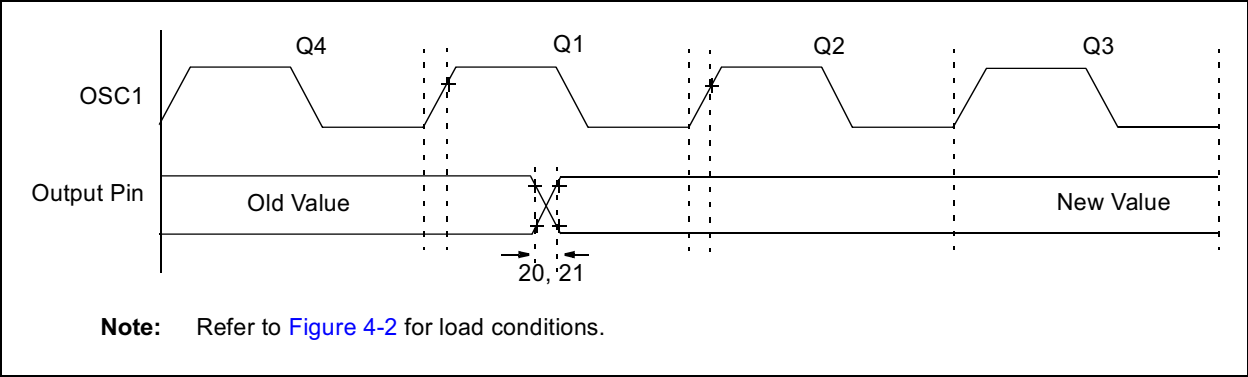 Q4
Q1
Q2
Q3
OSC1
Output Pin
Old Value
New Value
20, 21
Note: Refer to Figure 4-2 for load conditions.